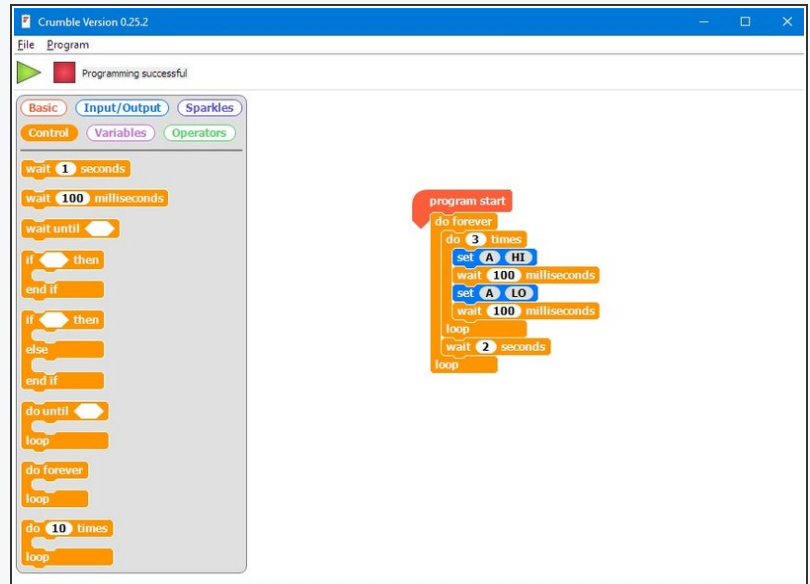 Crumble Version 0.25.2
File Program
Programming successful
Basic Input/Output Sparkles
Control Variables Operators
wait 1 seconds
wait 100 milliseconds
wait until
if then
end if
if then
else
end if
do until
loop
do forever
loop
do 10 times
loop
program start
do forever
do 3 times
set A HI
wait 100 milliseconds
set A LO
wait 100 milliseconds
loop
wait 2 seconds
loop